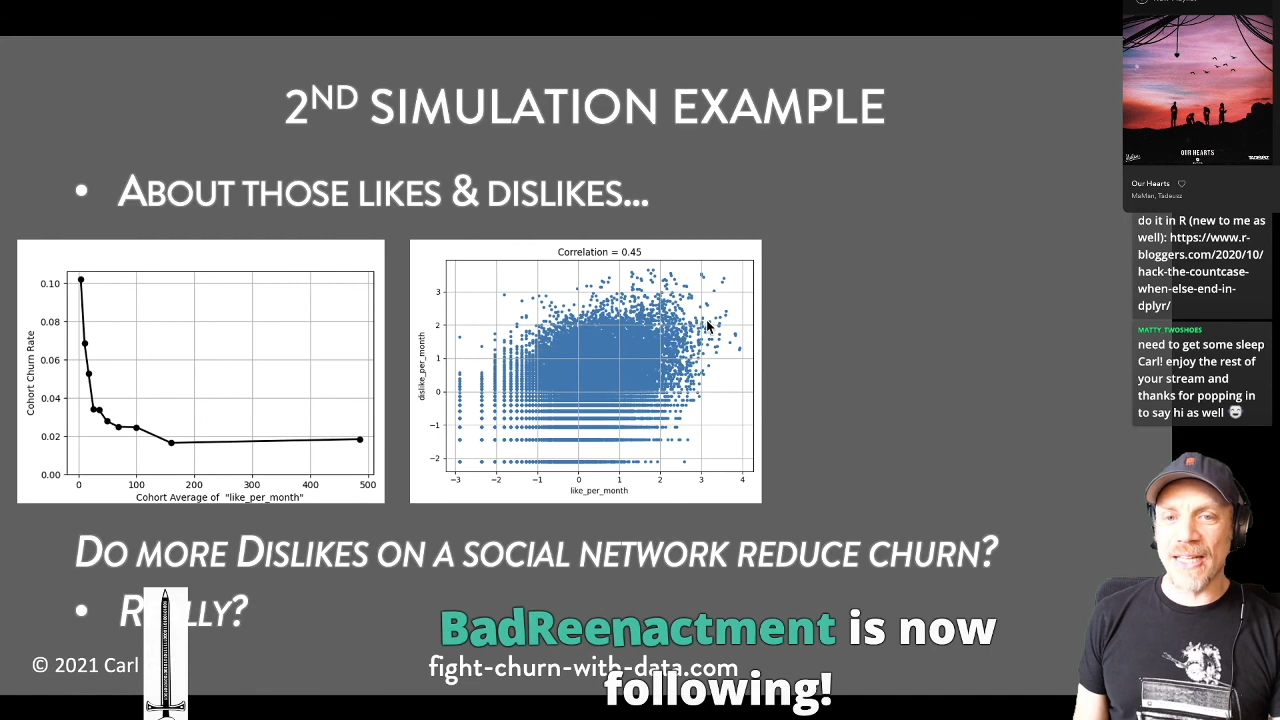 2ND SIMULATION EXAMPLE
• ABOUT THOSE LIKES & DISLIKES...
Cohort Churn Rate
0.10
0.08
0.06
0.04
0.02
0.00
0 100 200 300 400 500
Cohort Average of "like_per_month"
Correlation = 0.45
dislike_per_month
3
2
1
0
−1
−2
−3 −2 −1 0 1 2 3 4
like_per_month
DO MORE DISLIKES ON A SOCIAL NETWORK REDUCE CHURN?
© 2021 Carl
fight-churn-with-data.com
BadReenactment is now
following!
OUR HEARTS
TADEUSZ
Our Hearts
MaMan, Tadeusz
do it in R (new to me as
well): https://www.r-
bloggers.com/2020/10/
hack-the-countcase-
when-else-end-in-
dplyr/
MATTY_TWOSHOES
need to get some sleep
Carl! enjoy the rest of
your stream and
thanks for popping in
to say hi as well